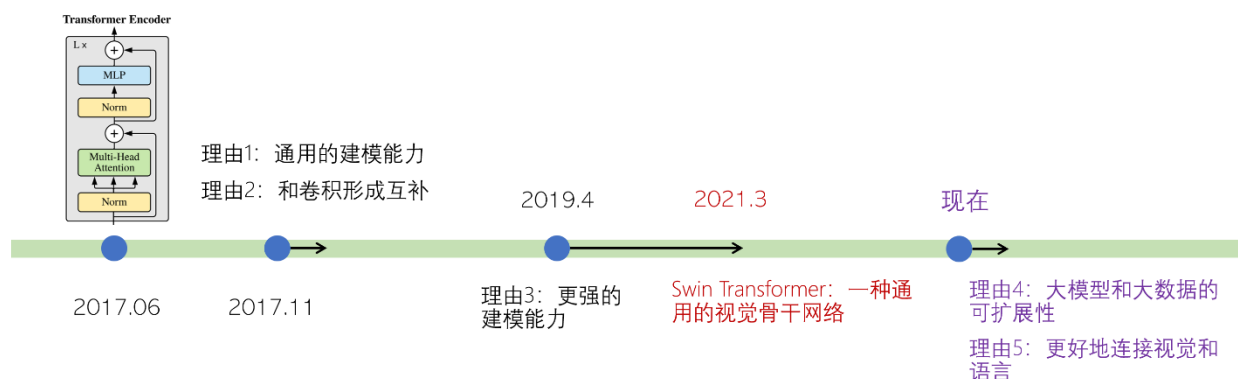 Transformer Encoder
L ×
+
MLP
Norm
+
Multi-Head
Attention
Norm
理由1：通用的建模能力
理由2：和卷积形成互补
2019.4
2021.3
现在
2017.06
2017.11
理由3：更强的
建模能力
Swin Transformer：一种通
用的视觉骨干网络
理由4：大模型和大数据的
可扩展性
理由5：更好地连接视觉和
语言